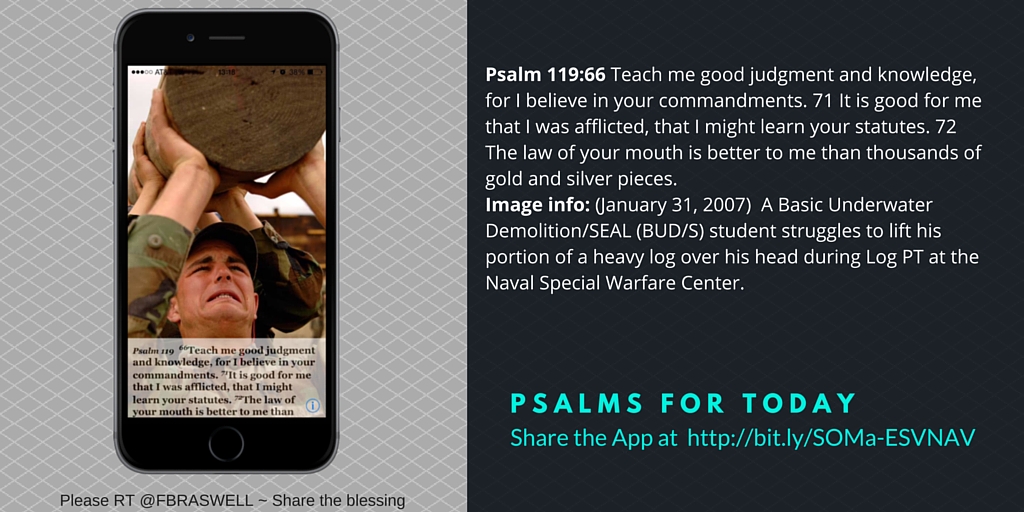 ●●●○○ AT&T 13:15 36%
Psalm 119 66Teach me good judgment
and knowledge, for I believe in your
commandments. 71It is good for me
that I was afflicted, that I might
learn your statutes. 72The law of
your mouth is better to me than
Please RT @FBRASWELL ~ Share the blessing
Psalm 119:66 Teach me good judgment and knowledge,
for I believe in your commandments. 71 It is good for me
that I was afflicted, that I might learn your statutes. 72
The law of your mouth is better to me than thousands of
gold and silver pieces.
Image info: (January 31, 2007)  A Basic Underwater
Demolition/SEAL (BUD/S) student struggles to lift his
portion of a heavy log over his head during Log PT at the
Naval Special Warfare Center.
PSALMS FOR TODAY
Share the App at  http://bit.ly/SOMa-ESVNAV